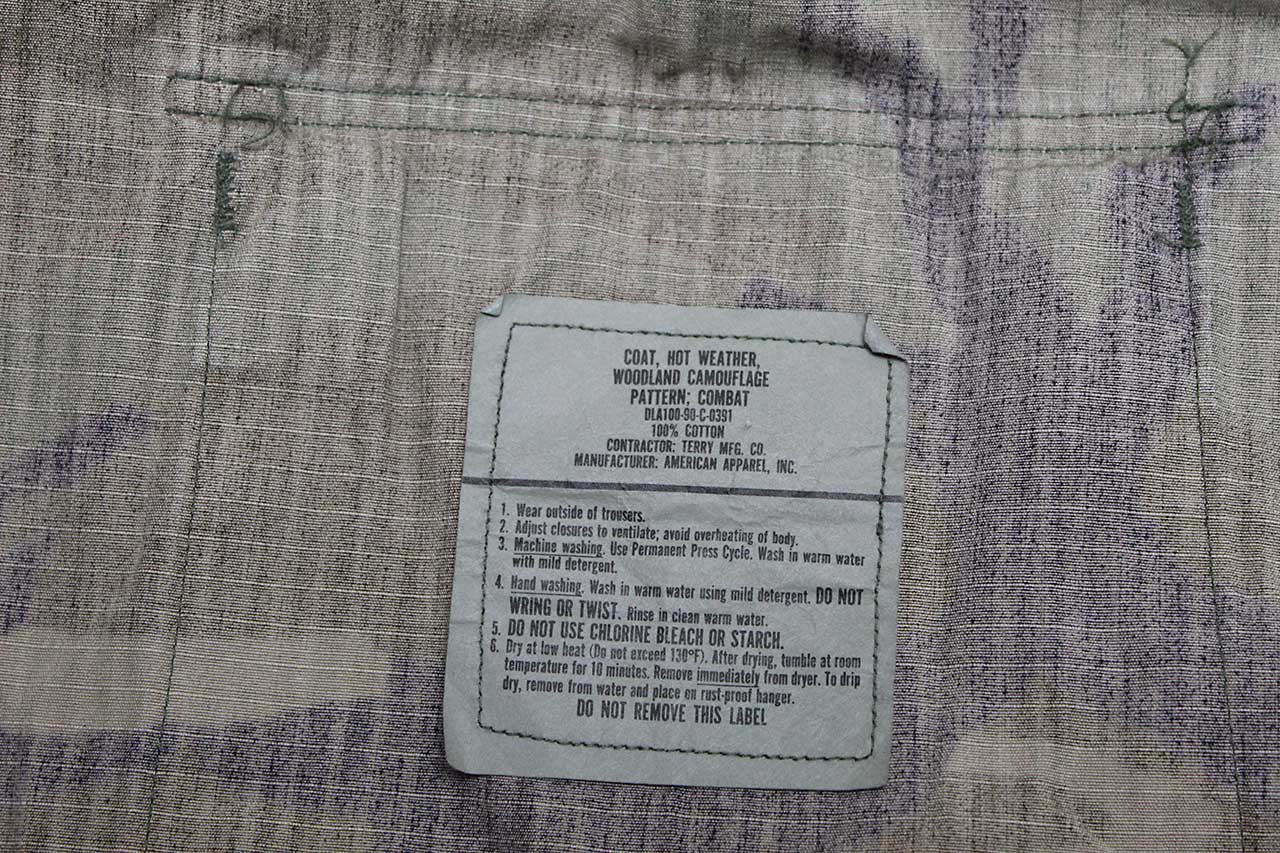 COAT, HOT WEATHER,
WOODLAND CAMOUFLAGE
PATTERN; COMBAT
DLA100-90-C-0391
100% COTTON
CONTRACTOR: TERRY MFG. CO.
MANUFACTURER: AMERICAN APPAREL, INC.
1. Wear outside of trousers.
2. Adjust closures to ventilate; avoid overheating of body.
3. Machine washing. Use Permanent Press Cycle. Wash in warm water
with mild detergent.
4. Hand washing. Wash in warm water using mild detergent. DO NOT
WRING OR TWIST. Rinse in clean warm water.
5. DO NOT USE CHLORINE BLEACH OR STARCH.
6. Dry at low heat (Do not exceed 130°F). After drying, tumble at room
temperature for 10 minutes. Remove immediately from dryer. To drip
dry, remove from water and place on rust-proof hanger.
DO NOT REMOVE THIS LABEL